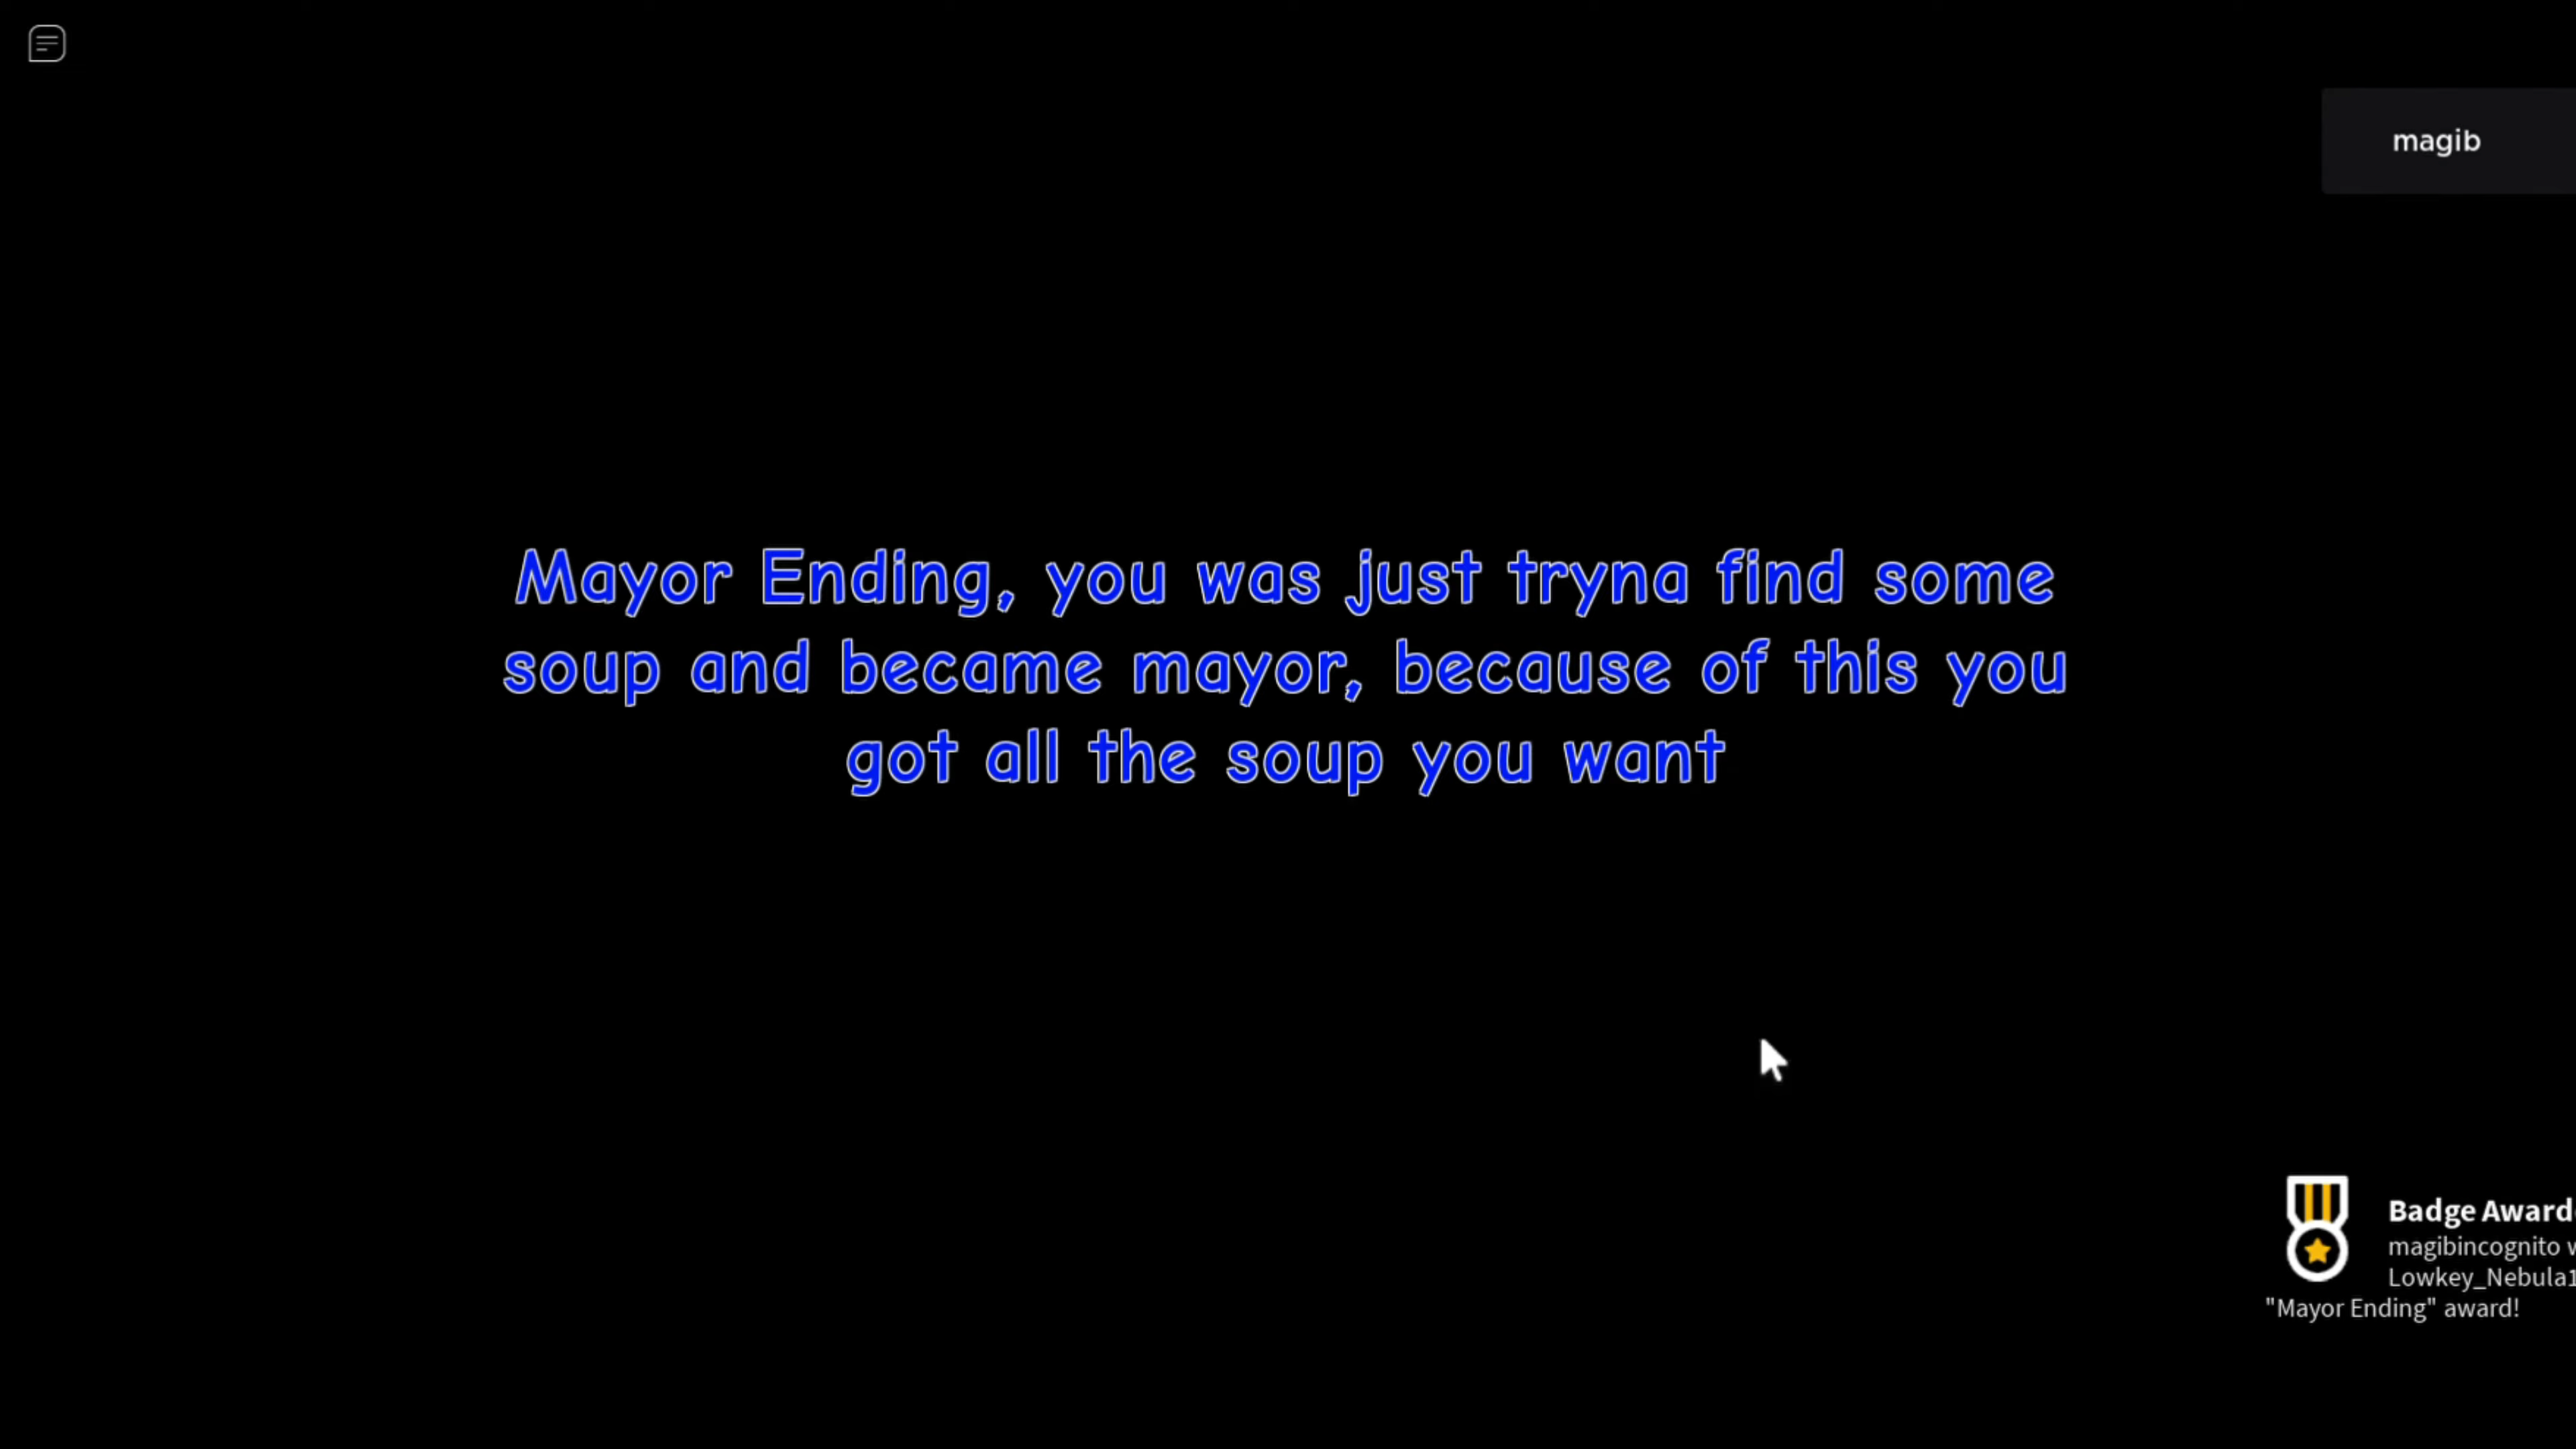 magib
Mayor Ending, you was just tryna find some
soup and became mayor, because of this you
got all the soup you want
Badge Award
magibincognito
"Mayor Ending" award!